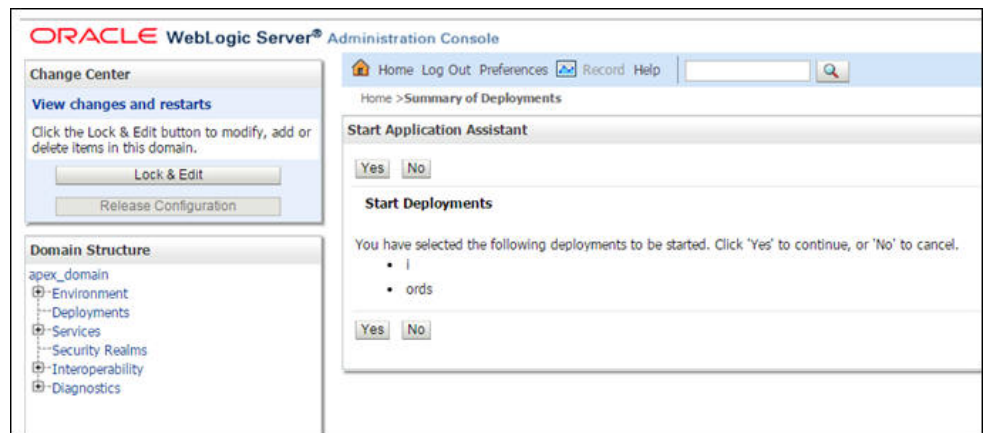 ORACLE WebLogic Server® Administration Console
Change Center
View changes and restarts
Click the Lock & Edit button to modify, add or
delete items in this domain.
Lock & Edit
Release Configuration
Domain Structure
apex_domain
Environment
Deployments
Services
Security Realms
Interoperability
Diagnostics
Home Log Out Preferences Record Help
Home >Summary of Deployments
Start Application Assistant
Yes No
Start Deployments
You have selected the following deployments to be started. Click 'Yes' to continue, or 'No' to cancel.
• i
• ords
Yes No